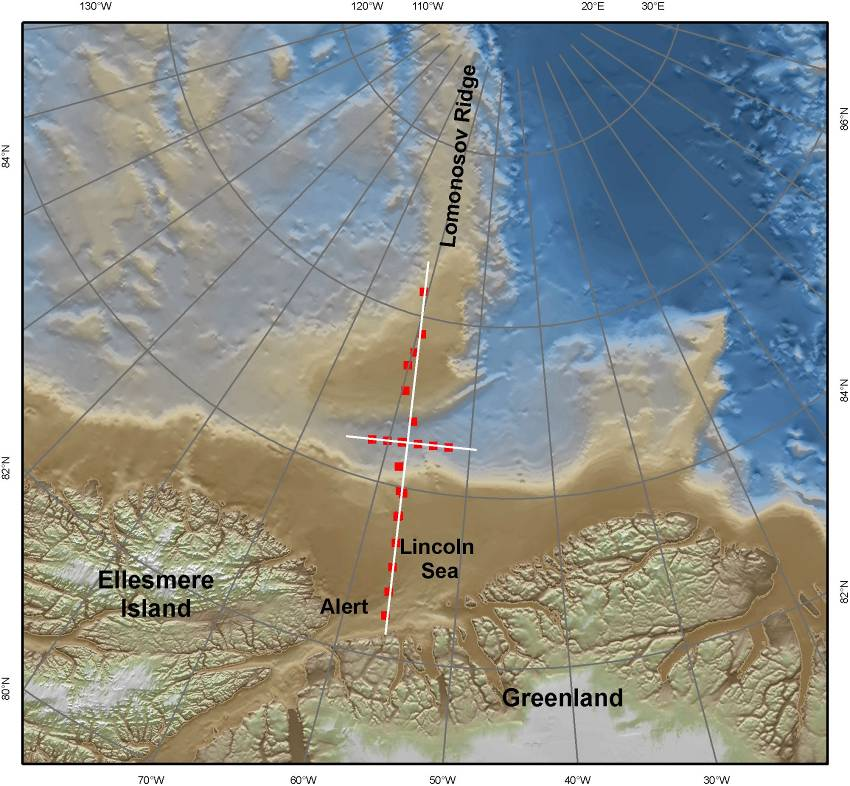 130°W 120°W 110°W 20°E 30°E
86°N
84°N
Lomonosov Ridge
84°N
82°N
Lincoln
Sea
Ellesmere
Island
Alert
82°N
80°N
Greenland
70°W 60°W 50°W 40°W 30°W